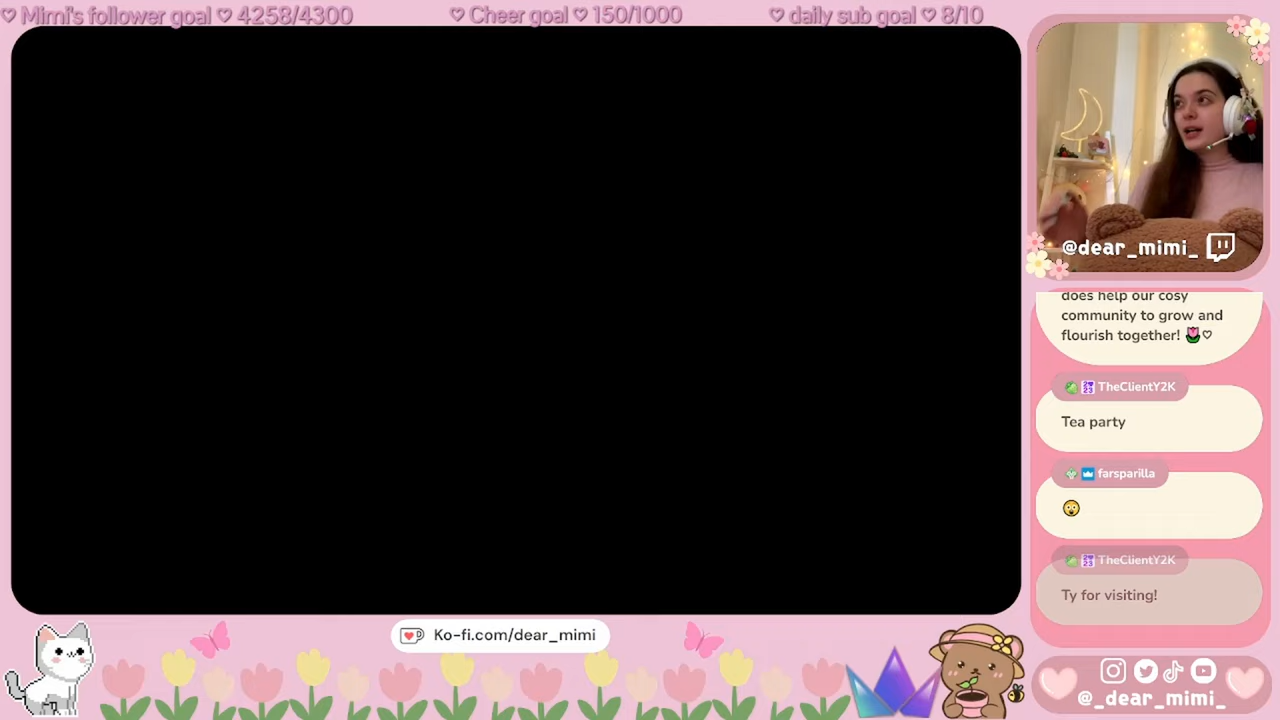 ♡ Mimi's follower goal ♡ 4258/4300 ♡ Cheer goal ♡ 150/1000 ♡ daily sub goal ♡ 8/10
@dear_mimi_
does help our cosy
community to grow and
flourish together! 🌷♡
TheClientY2K
Tea party
farsparilla
😲
TheClientY2K
Ty for visiting!
Ko-fi.com/dear_mimi
@_dear_mimi_